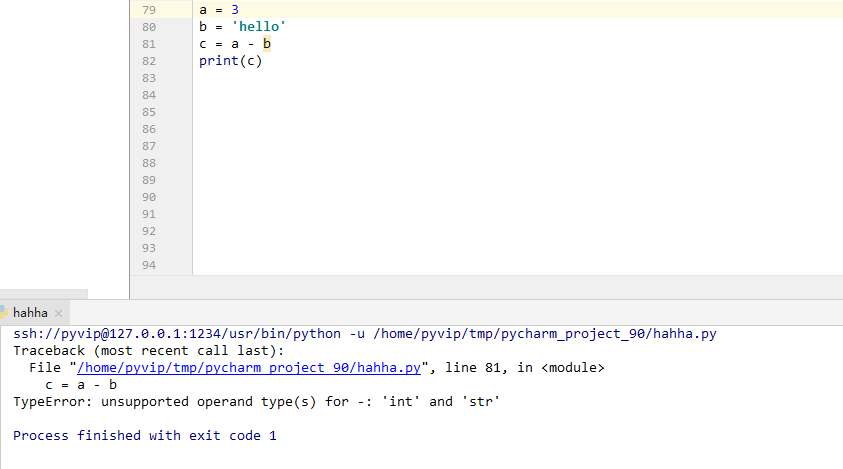 79 a = 3
80 b = 'hello'
81 c = a - b
82 print(c)
83
84
85
86
87
88
89
90
91
92
93
94
hahha ×
ssh://pyvip@127.0.0.1:1234/usr/bin/python -u /home/pyvip/tmp/pycharm_project_90/hahha.py
Traceback (most recent call last):
  File "/home/pyvip/tmp/pycharm_project_90/hahha.py", line 81, in <module>
    c = a - b
TypeError: unsupported operand type(s) for -: 'int' and 'str'
Process finished with exit code 1